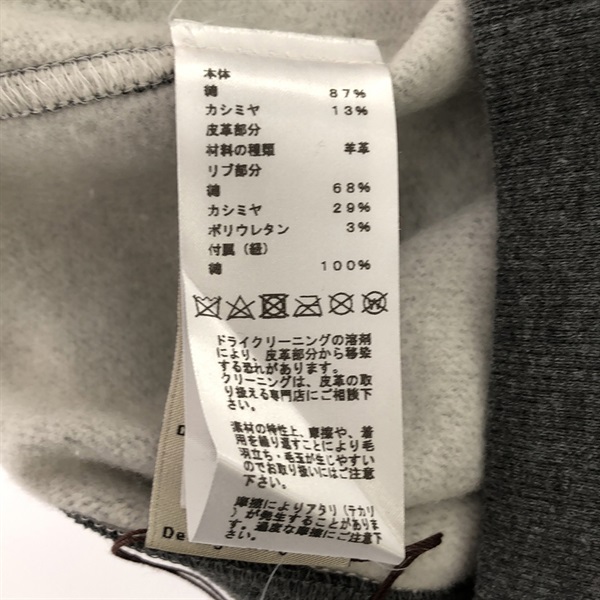 本体
綿 87%
カシミヤ 13%
皮革部分
材料の種類 羊革
リブ部分
綿 68%
カシミヤ 29%
ポリウレタン 3%
付属（紐）
綿 100%
ドライクリーニングの溶剤
により、皮革部分から移染
する恐れがあります。
クリーニングは、皮革の取
り扱える専門店にご相談下
さい。
素材の特性上、摩擦や、着
用を繰り返すことにより毛
羽立ち・毛玉が生じやすい
のでお取り扱いにはご注意
下さい。
摩擦によりアタリ（テカリ
）が発生することがありま
す。過度な摩擦にご注意下
さい。
D
De